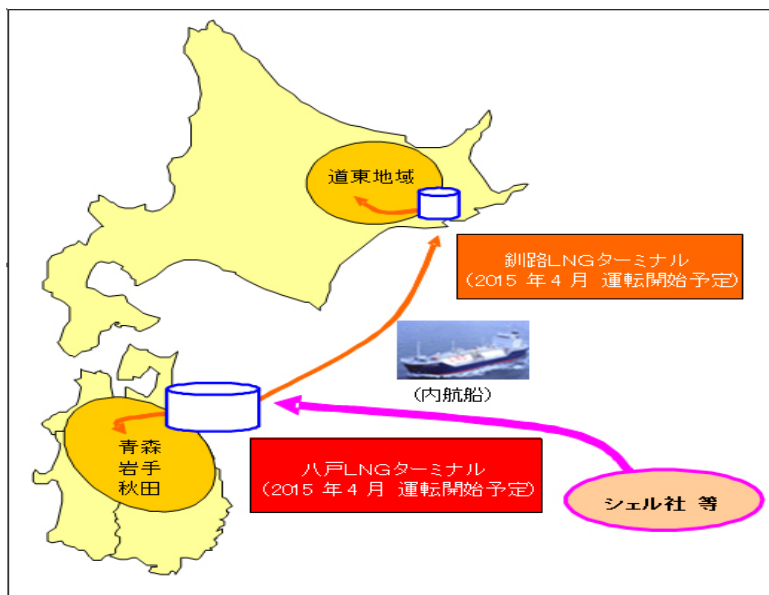 道東地域
釧路LNGターミナル
(2015 年 4 月 運転開始予定)
(内航船)
青森
岩手
秋田
八戸LNGターミナル
(2015 年 4 月 運転開始予定)
シェル社 等